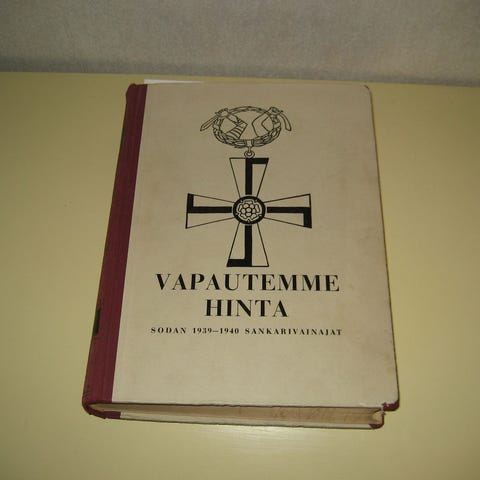 VAPAUTEMME
HINTA
SODAN 1939–1940 SANKARIVAINAJAT